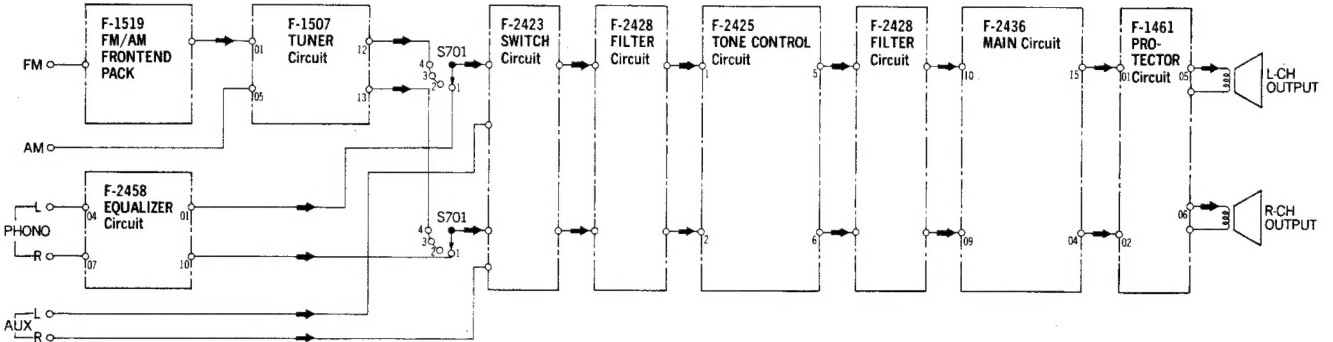 F-1519
FM/AM
FRONTEND
PACK
F-1507
TUNER
Circuit
F-2423
SWITCH
Circuit
F-2428
FILTER
Circuit
F-2425
TONE CONTROL
Circuit
F-2428
FILTER
Circuit
F-2436
MAIN Circuit
F-1461
PRO-
TECTOR
Circuit
FM
01
12
05
13
S701
4
3
2
1
1
5
10
15
01
05
L-CH
OUTPUT
AM
F-2458
EQUALIZER
Circuit
PHONO
L
R
04
01
07
10
S701
4
3
2
1
2
6
09
04
02
06
R-CH
OUTPUT
AUX
L
R